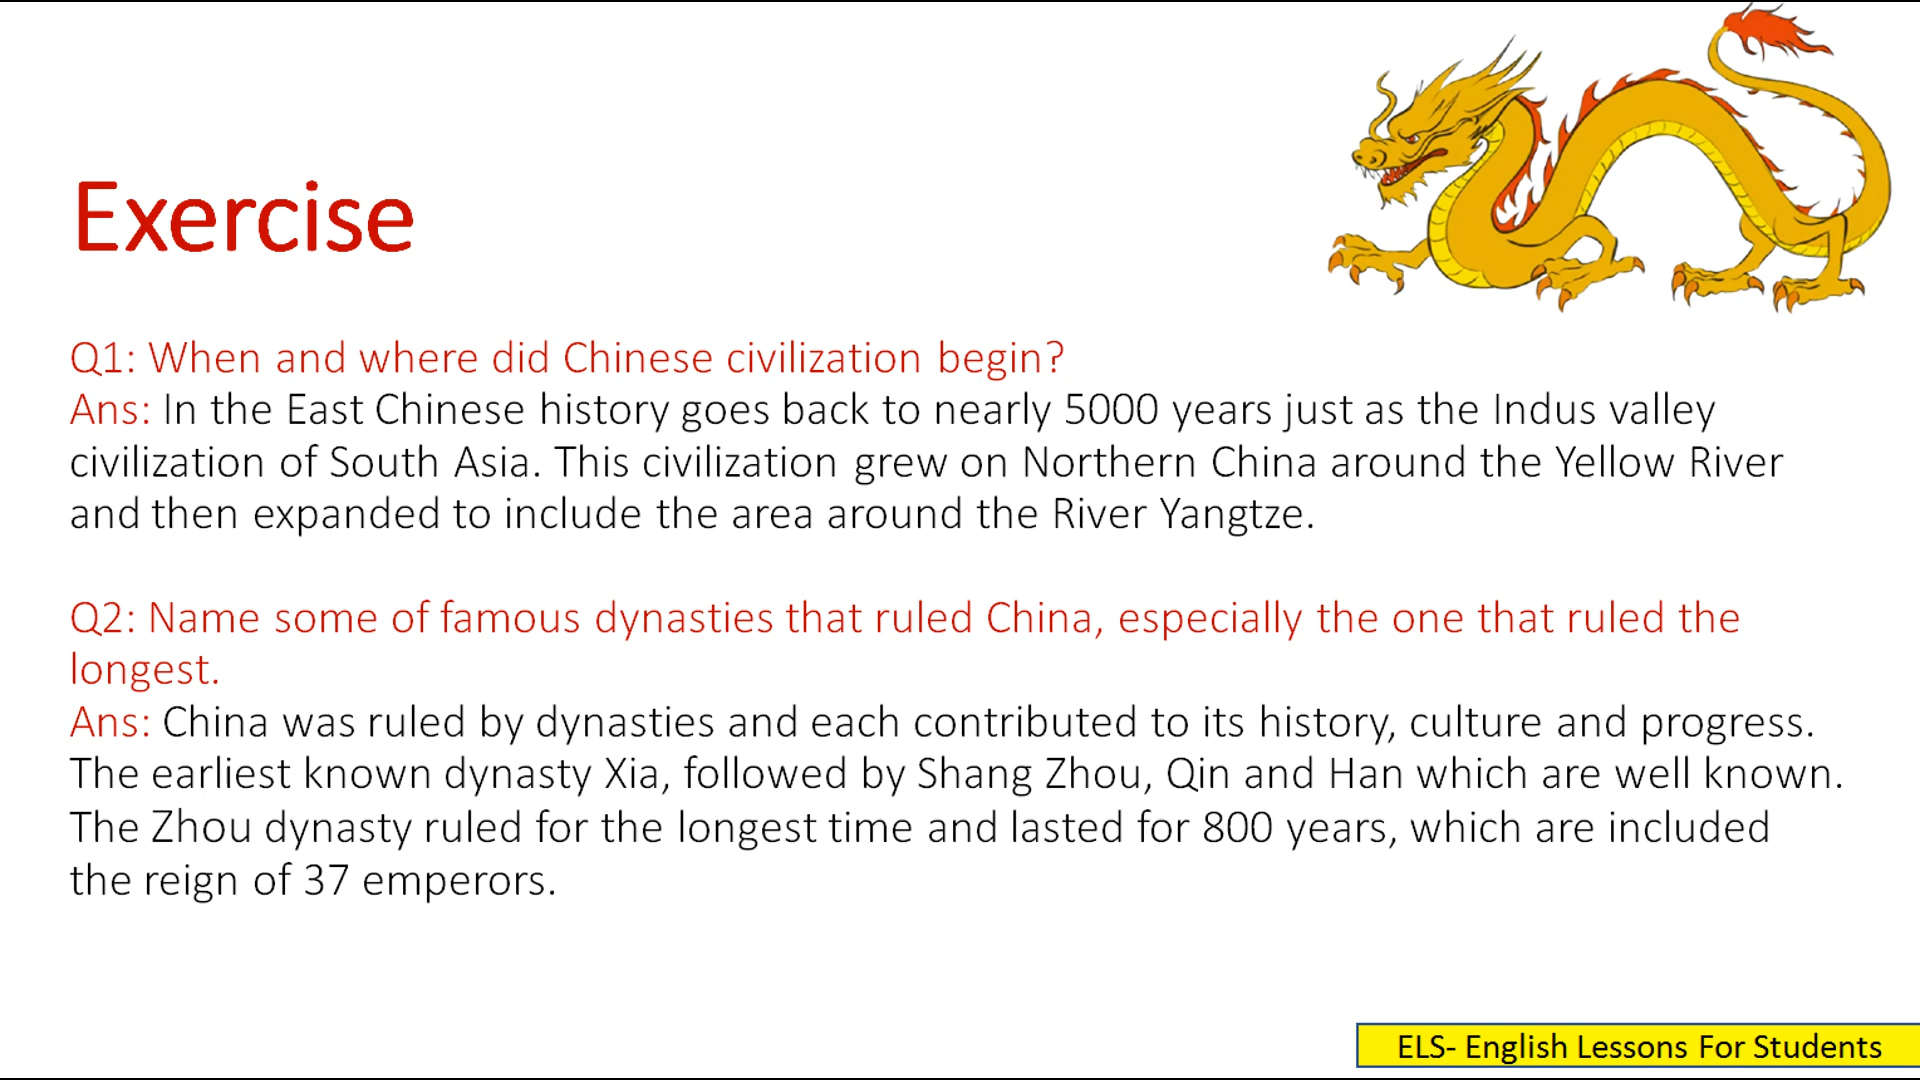 Exercise
Q1: When and where did Chinese civilization begin?
Ans: In the East Chinese history goes back to nearly 5000 years just as the Indus valley
civilization of South Asia. This civilization grew on Northern China around the Yellow River
and then expanded to include the area around the River Yangtze.
Q2: Name some of famous dynasties that ruled China, especially the one that ruled the
longest.
Ans: China was ruled by dynasties and each contributed to its history, culture and progress.
The earliest known dynasty Xia, followed by Shang Zhou, Qin and Han which are well known.
The Zhou dynasty ruled for the longest time and lasted for 800 years, which are included
the reign of 37 emperors.
ELS- English Lessons For Students